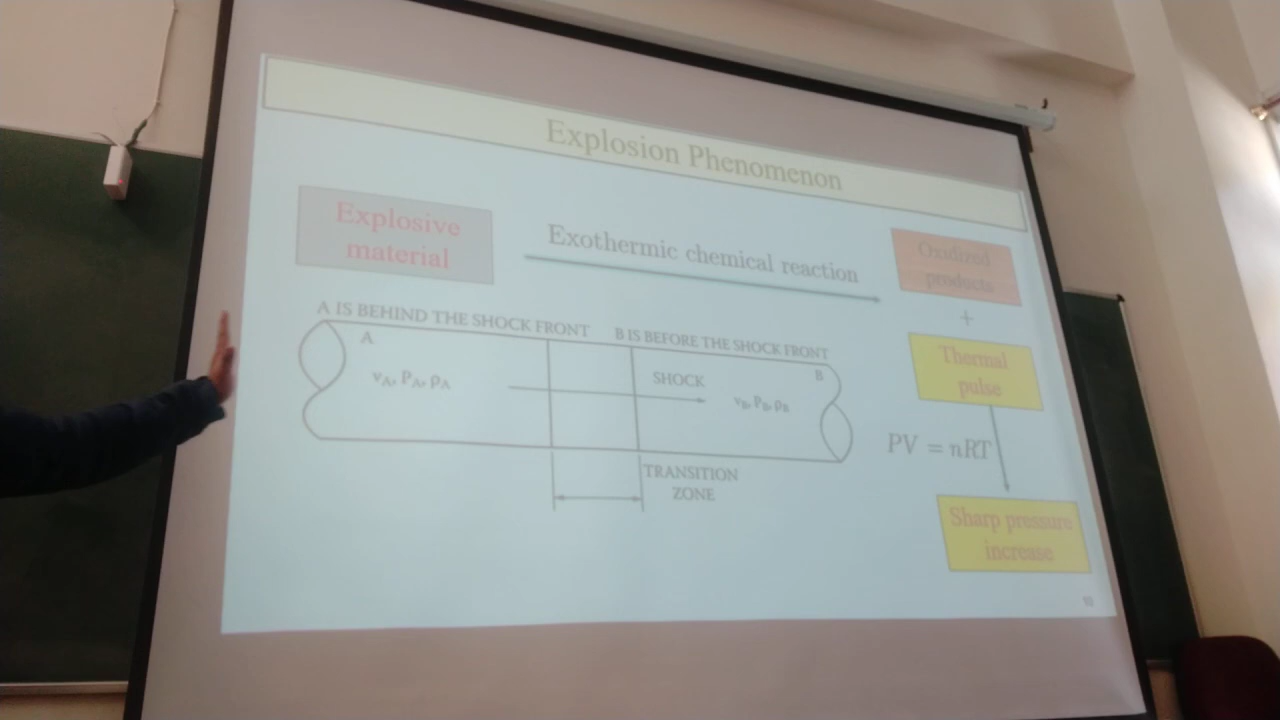 Explosion Phenomenon
Explosive
material
Exothermic chemical reaction
Oxidized
products
+
A IS BEHIND THE SHOCK FRONT
B IS BEFORE THE SHOCK FRONT
A
B
Thermal
pulse
SHOCK
vA, PA, ρA
vB, PB, ρB
PV = nRT
TRANSITION
ZONE
Sharp pressure
increase